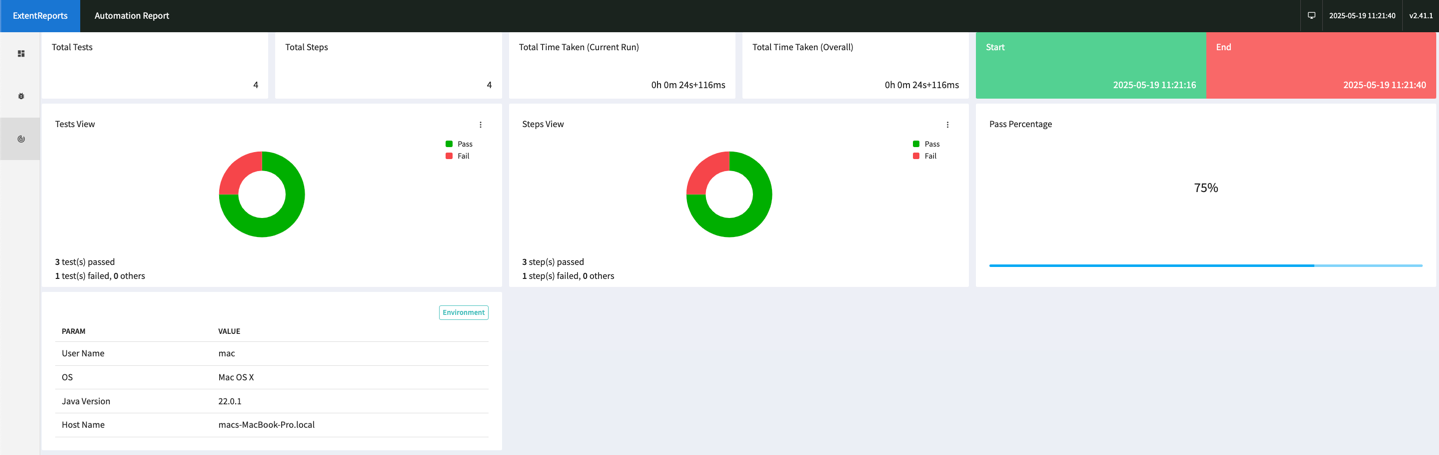 ExtentReports Automation Report 2025-05-19 11:21:40 v2.41.1
Total Tests
4
Total Steps
4
Total Time Taken (Current Run)
0h 0m 24s+116ms
Total Time Taken (Overall)
0h 0m 24s+116ms
Start
2025-05-19 11:21:16
End
2025-05-19 11:21:40
Tests View
Pass
Fail
3 test(s) passed
1 test(s) failed, 0 others
Steps View
Pass
Fail
3 step(s) passed
1 step(s) failed, 0 others
Pass Percentage
75%
Environment
PARAM VALUE
User Name mac
OS Mac OS X
Java Version 22.0.1
Host Name macs-MacBook-Pro.local